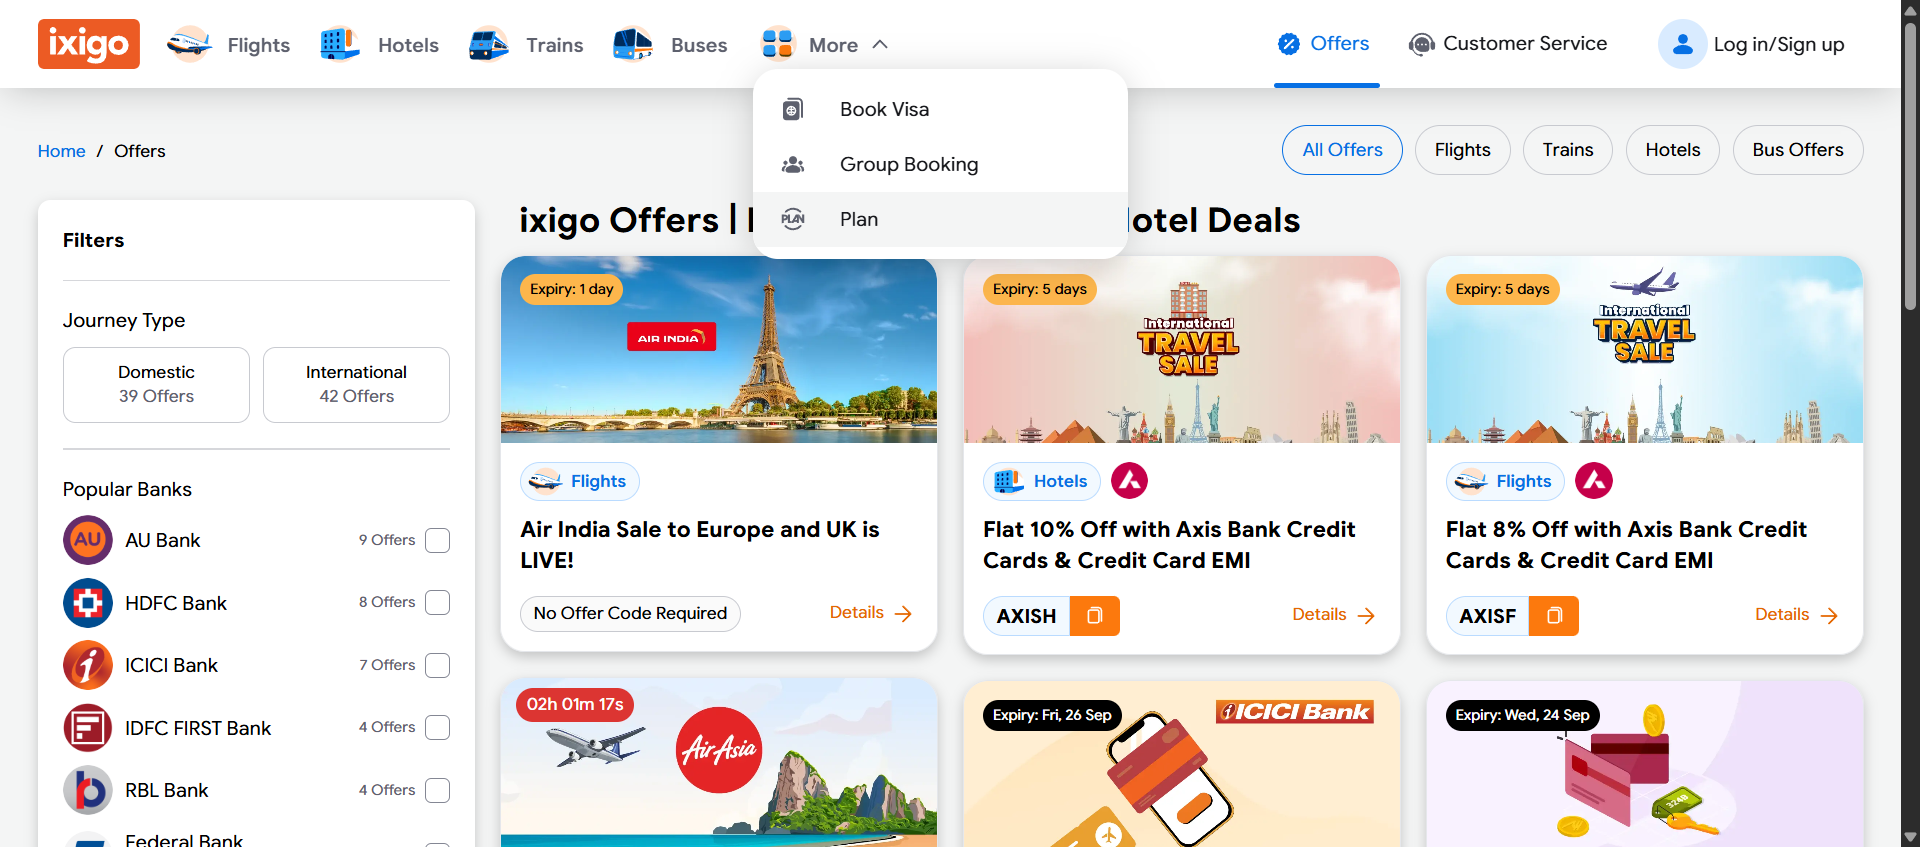 ixigo
Flights
Hotels
Trains
Buses
More
Offers
Customer Service
Log in/Sign up
Book Visa
Group Booking
PLAN
Plan
Home / Offers
All Offers
Flights
Trains
Hotels
Bus Offers
Filters
Journey Type
Domestic
39 Offers
International
42 Offers
Popular Banks
AU
AU Bank
9 Offers
HDFC Bank
8 Offers
ICICI Bank
7 Offers
IDFC FIRST Bank
4 Offers
RBL Bank
4 Offers
Federal Bank
ixigo Offers |
otel Deals
Expiry: 1 day
AIR INDIA
Flights
Air India Sale to Europe and UK is
LIVE!
No Offer Code Required
Details
Expiry: 5 days
International
TRAVEL
SALE
Hotels
Flat 10% Off with Axis Bank Credit
Cards & Credit Card EMI
AXISH
Details
Expiry: 5 days
International
TRAVEL
SALE
Flights
Flat 8% Off with Axis Bank Credit
Cards & Credit Card EMI
AXISF
Details
02h 01m 17s
AirAsia
Expiry: Fri, 26 Sep
ICICI Bank
Expiry: Wed, 24 Sep